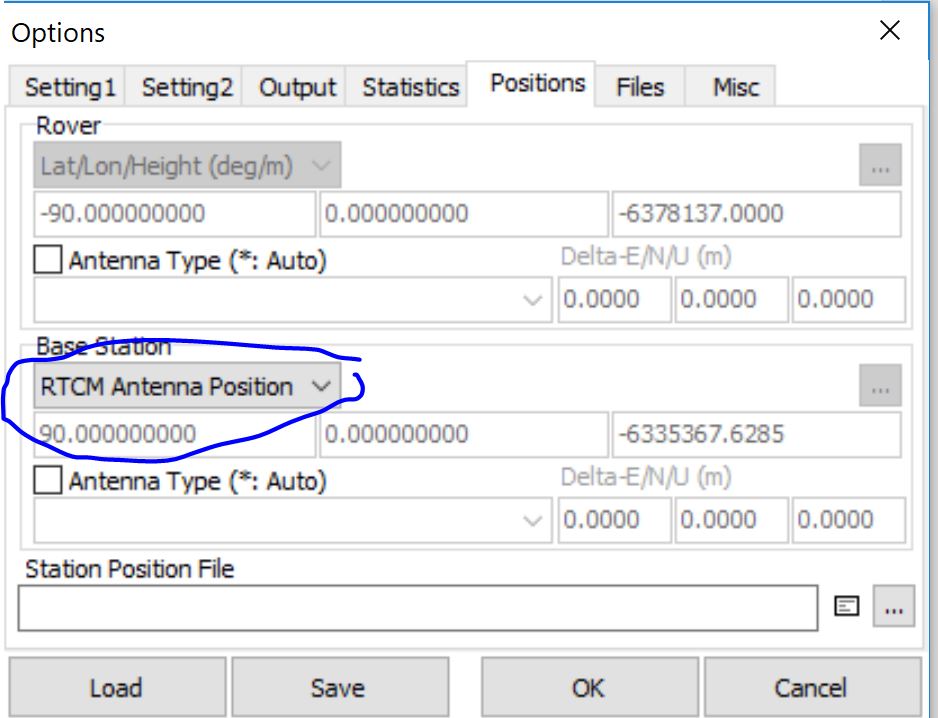 Options
Setting1 Setting2 Output Statistics Positions Files Misc
Rover
Lat/Lon/Height (deg/m) ...
-90.000000000 0.000000000 -6378137.0000
Antenna Type (*: Auto) Delta-E/N/U (m)
0.0000 0.0000 0.0000
Base Station
RTCM Antenna Position ...
90.000000000 0.000000000 -6335367.6285
Antenna Type (*: Auto) Delta-E/N/U (m)
0.0000 0.0000 0.0000
Station Position File
...
Load Save OK Cancel